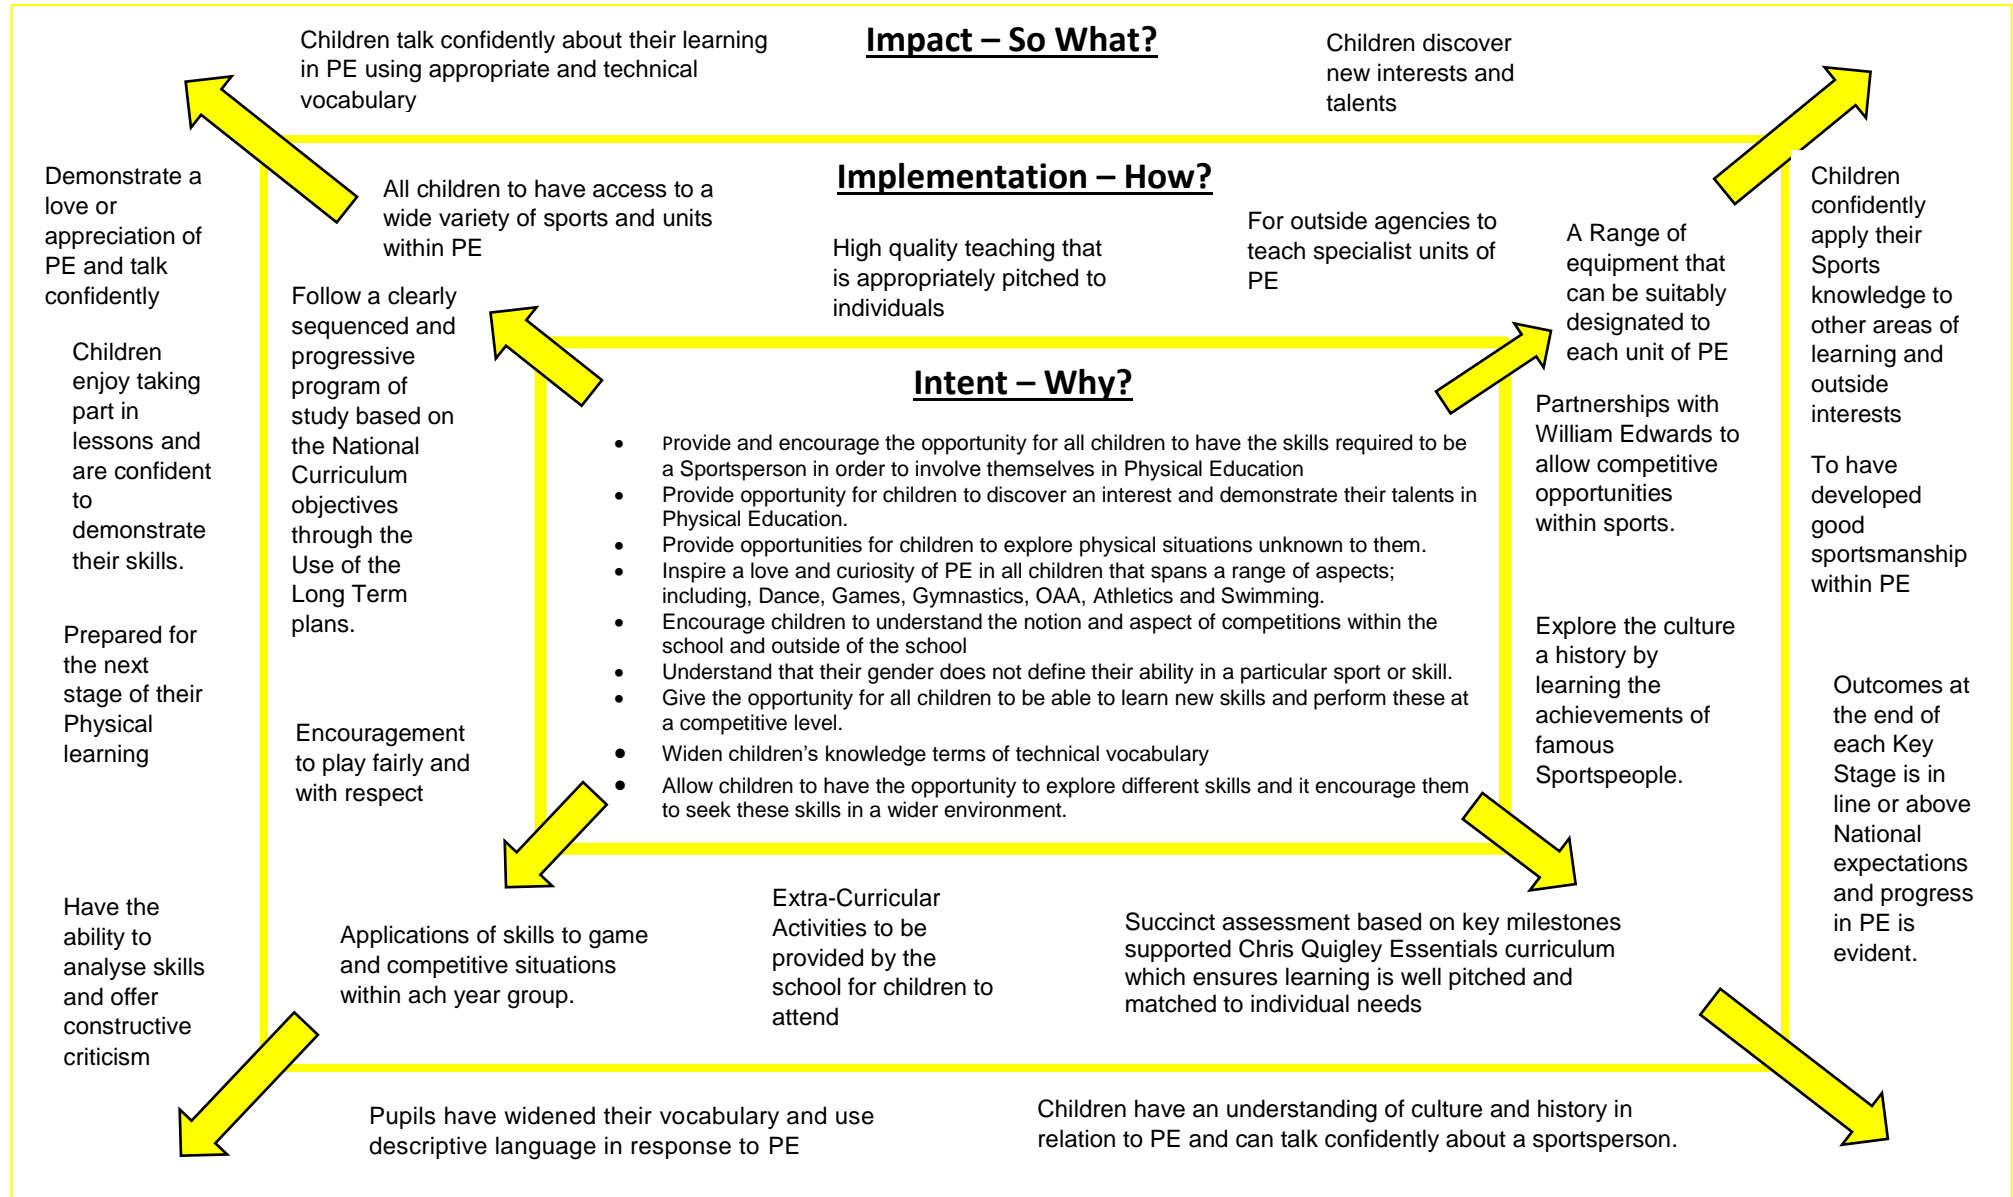 Impact – So What?
Children talk confidently about their learning
in PE using appropriate and technical
vocabulary
Children discover
new interests and
talents
Demonstrate a
love or
appreciation of
PE and talk
confidently
Children
enjoy taking
part in
lessons and
are confident
to
demonstrate
their skills.
Prepared for
the next
stage of their
Physical
learning
Have the
ability to
analyse skills
and offer
constructive
criticism
Implementation – How?
All children to have access to a
wide variety of sports and units
within PE
High quality teaching that
is appropriately pitched to
individuals
For outside agencies to
teach specialist units of
PE
A Range of
equipment that
can be suitably
designated to
each unit of PE
Follow a clearly
sequenced and
progressive
program of
study based on
the National
Curriculum
objectives
through the
Use of the
Long Term
plans.
Encouragement
to play fairly and
with respect
Intent – Why?
• Provide and encourage the opportunity for all children to have the skills required to be
a Sportsperson in order to involve themselves in Physical Education
• Provide opportunity for children to discover an interest and demonstrate their talents in
Physical Education.
• Provide opportunities for children to explore physical situations unknown to them.
• Inspire a love and curiosity of PE in all children that spans a range of aspects;
including, Dance, Games, Gymnastics, OAA, Athletics and Swimming.
• Encourage children to understand the notion and aspect of competitions within the
school and outside of the school
• Understand that their gender does not define their ability in a particular sport or skill.
• Give the opportunity for all children to be able to learn new skills and perform these at
a competitive level.
• Widen children’s knowledge terms of technical vocabulary
• Allow children to have the opportunity to explore different skills and it encourage them
to seek these skills in a wider environment.
Partnerships with
William Edwards to
allow competitive
opportunities
within sports.
Explore the culture
a history by
learning the
achievements of
famous
Sportspeople.
Applications of skills to game
and competitive situations
within ach year group.
Extra-Curricular
Activities to be
provided by the
school for children to
attend
Succinct assessment based on key milestones
supported Chris Quigley Essentials curriculum
which ensures learning is well pitched and
matched to individual needs
Children
confidently
apply their
Sports
knowledge to
other areas of
learning and
outside
interests
To have
developed
good
sportsmanship
within PE
Outcomes at
the end of
each Key
Stage is in
line or above
National
expectations
and progress
in PE is
evident.
Pupils have widened their vocabulary and use
descriptive language in response to PE
Children have an understanding of culture and history in
relation to PE and can talk confidently about a sportsperson.